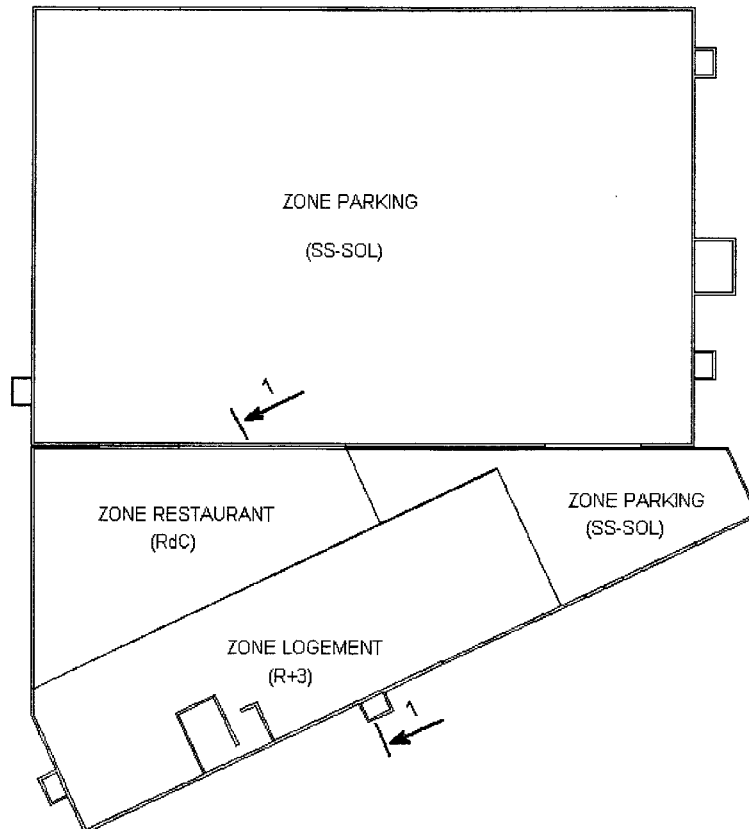 ZONE PARKING
(SS-SOL)
1
ZONE RESTAURANT
(RdC)
ZONE PARKING
(SS-SOL)
ZONE LOGEMENT
(R+3)
1